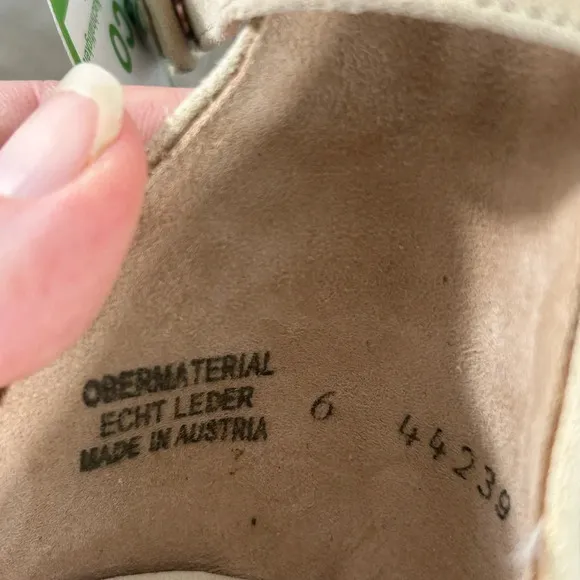 OBERMATERIAL
ECHT LEDER
MADE IN AUSTRIA
6
44239